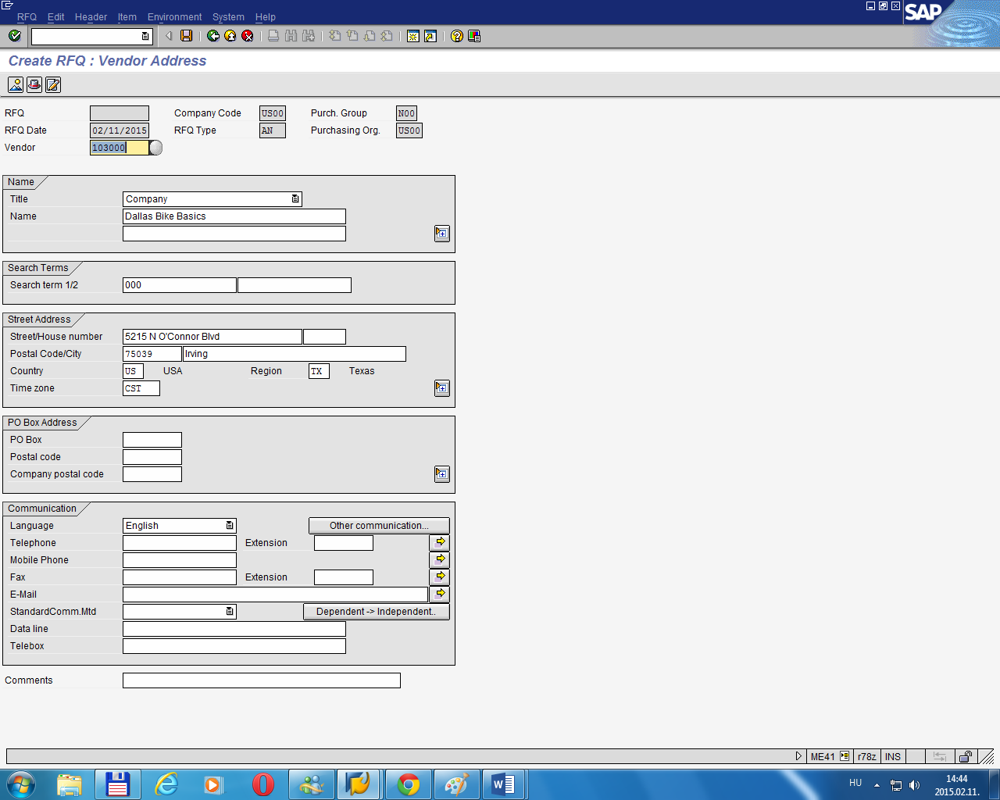 RFQ Edit Header Item Environment System Help
SAP
Create RFQ : Vendor Address
RFQ Company Code US00 Purch. Group N00
RFQ Date 02/11/2015 RFQ Type AN Purchasing Org. US00
Vendor 103000
Name
Title Company
Name Dallas Bike Basics
Search Terms
Search term 1/2 000
Street Address
Street/House number 5215 N O'Connor Blvd
Postal Code/City 75039 Irving
Country US USA Region TX Texas
Time zone CST
PO Box Address
PO Box
Postal code
Company postal code
Communication
Language English Other communication...
Telephone Extension
Mobile Phone
Fax Extension
E-Mail
StandardComm.Mtd Dependent -> Independent..
Data line
Telebox
Comments
ME41 r78z INS
HU 14:44
2015.02.11.